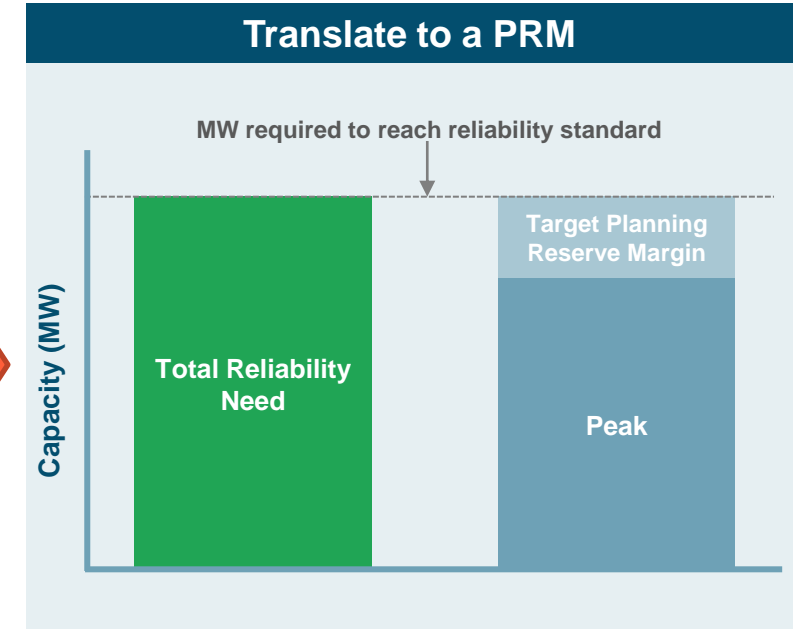 Translate to a PRM
MW required to reach reliability standard
Target Planning
Reserve Margin
Capacity (MW)
Total Reliability
Need
Peak